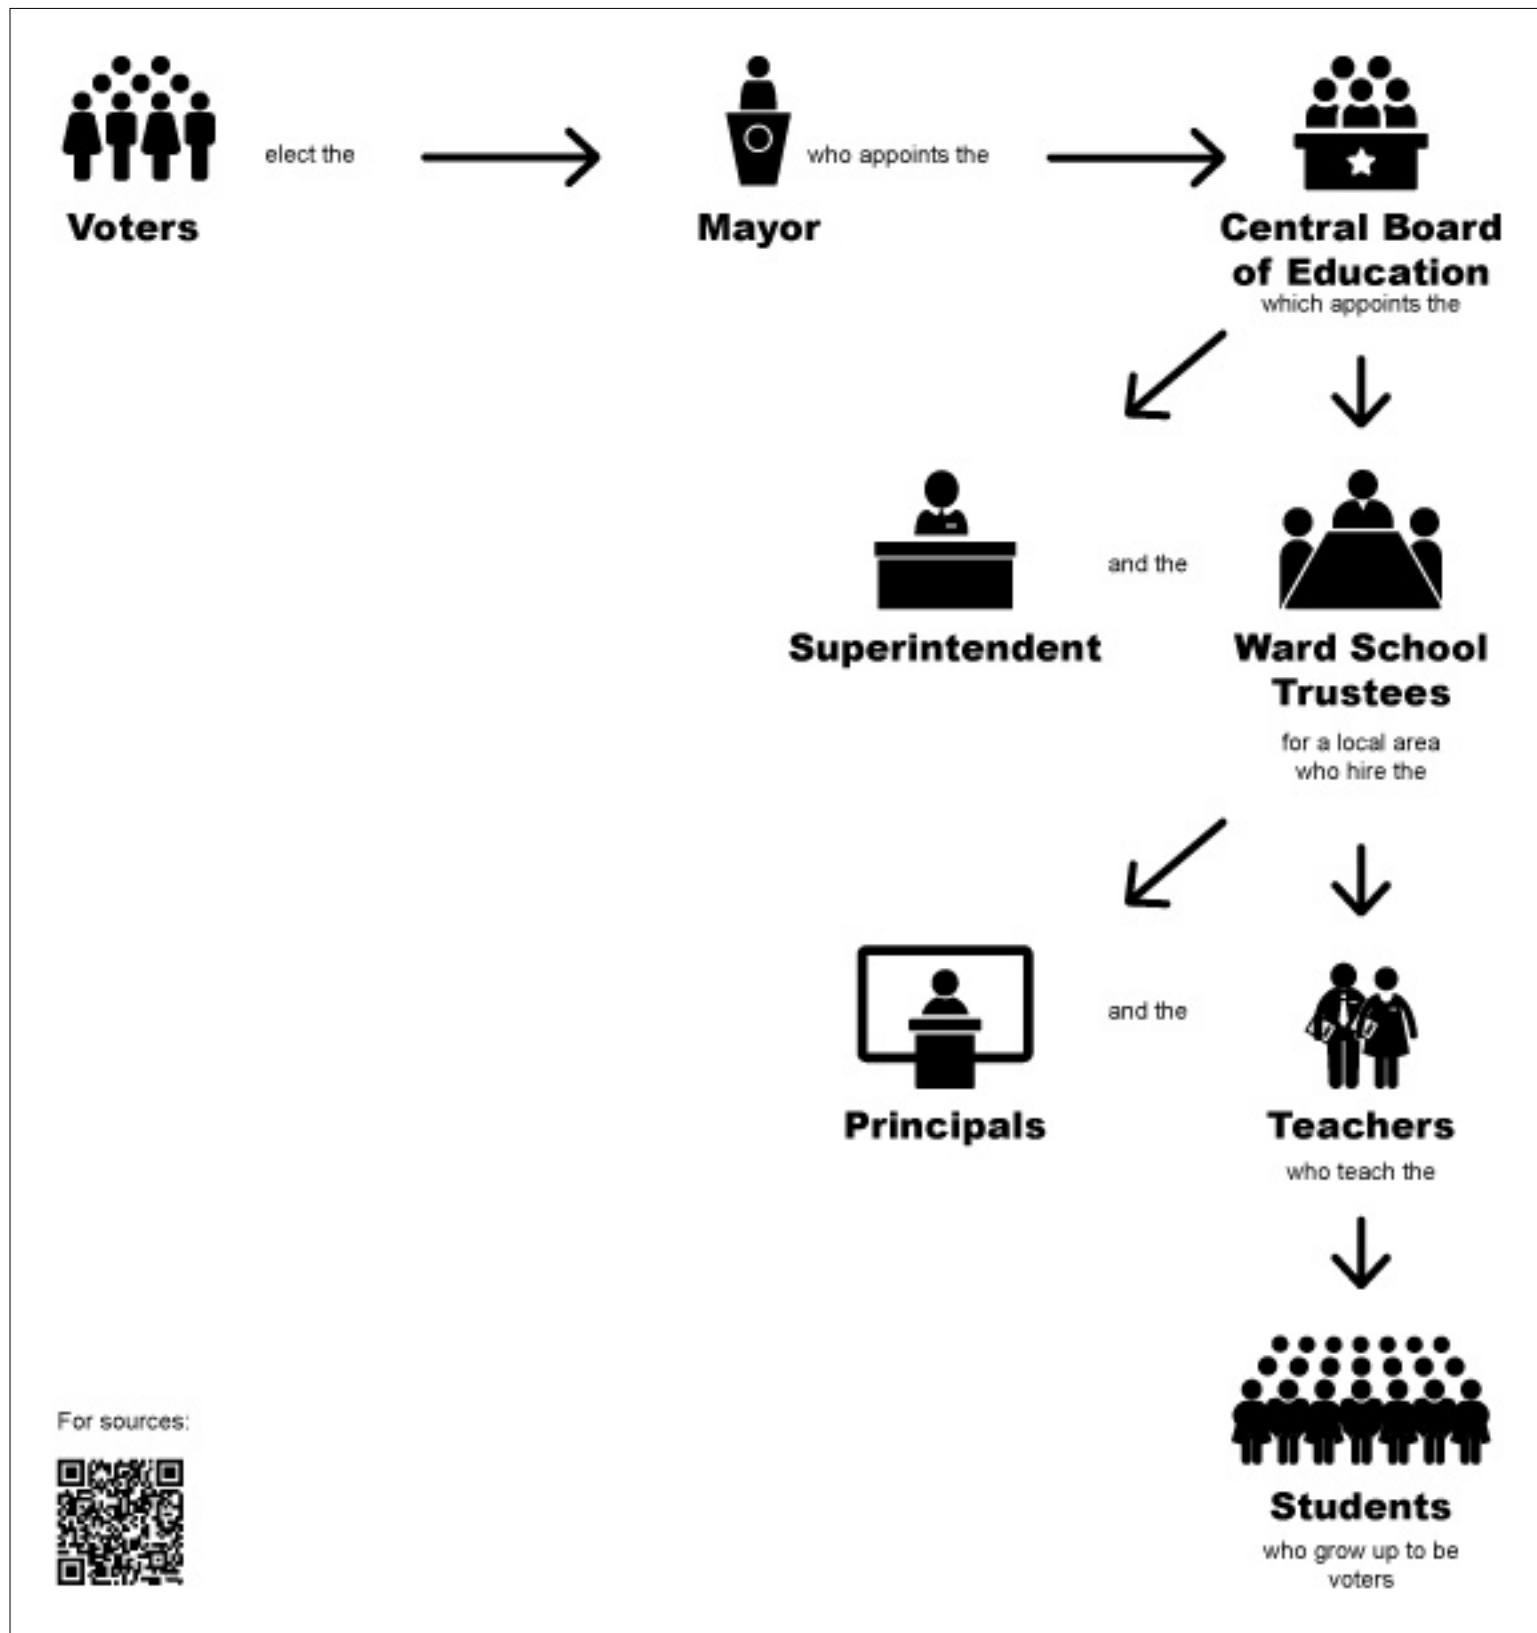 elect the
who appoints the
Voters
Mayor
Central Board
of Education
which appoints the
and the
Superintendent
Ward School
Trustees
for a local area
who hire the
and the
Principals
Teachers
who teach the
For sources:
Students
who grow up to be
voters